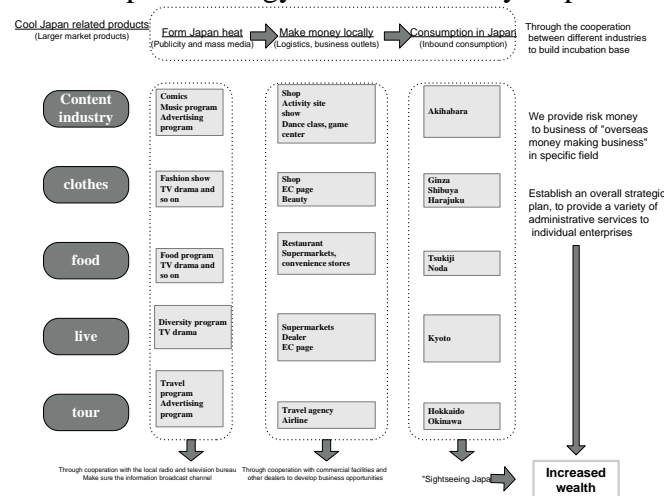 Cool Japan related products
(Larger market products)
Form Japan heat
(Publicity and mass media)
Make money locally
(Logistics, business outlets)
Consumption in Japan
(Inbound consumption)
Through the cooperation
between different industries
to build incubation base
Content
industry
Comics
Music program
Advertising
program
Shop
Activity site
show
Dance class, game
center
Akihabara
We provide risk money
to business of "overseas
money making business"
in specific field
clothes
Fashion show
TV drama and
so on
Shop
EC page
Beauty
Ginza
Shibuya
Harajuku
Establish an overall strategic
plan, to provide a variety of
administrative services to
individual enterprises
food
Food program
TV drama and
so on
Restaurant
Supermarkets,
convenience stores
Tsukiji
Noda
live
Diversity program
TV drama
Supermarkets
Dealer
EC page
Kyoto
tour
Travel
program
Advertising
program
Travel agency
Airline
Hokkaido
Okinawa
Through cooperation with the local radio and television bureau
Make sure the information broadcast channel
Through cooperation with commercial facilities and
other dealers to develop business opportunities
"Sightseeing Japa
Increased
wealth